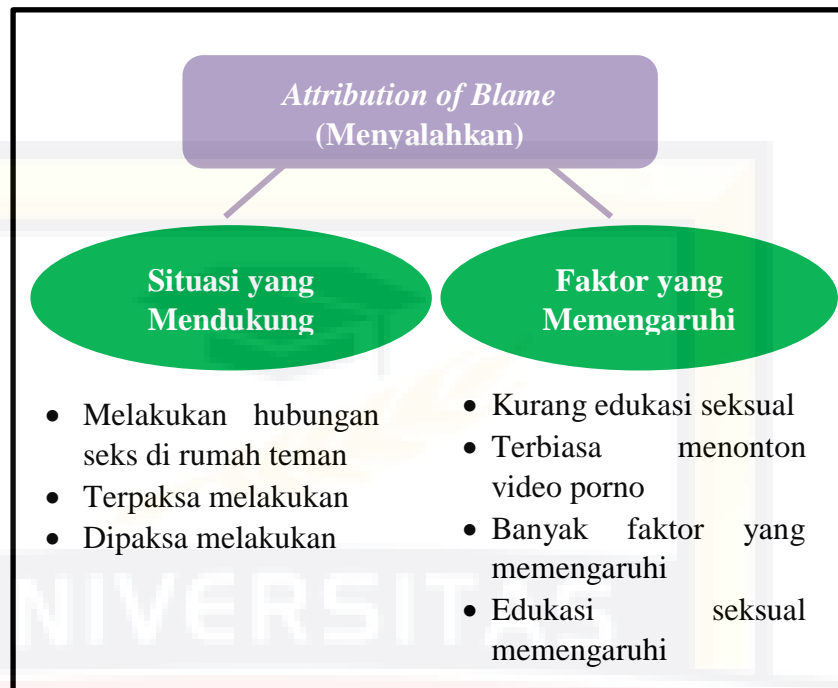 Attribution of Blame
(Menyalahkan)
Situasi yang
Mendukung
• Melakukan hubungan
seks di rumah teman
• Terpaksa melakukan
• Dipaksa melakukan
Faktor yang
Memengaruhi
• Kurang edukasi seksual
• Terbiasa menonton
video porno
• Banyak faktor yang
memengaruhi
• Edukasi seksual
memengaruhi
NIVERSITAS